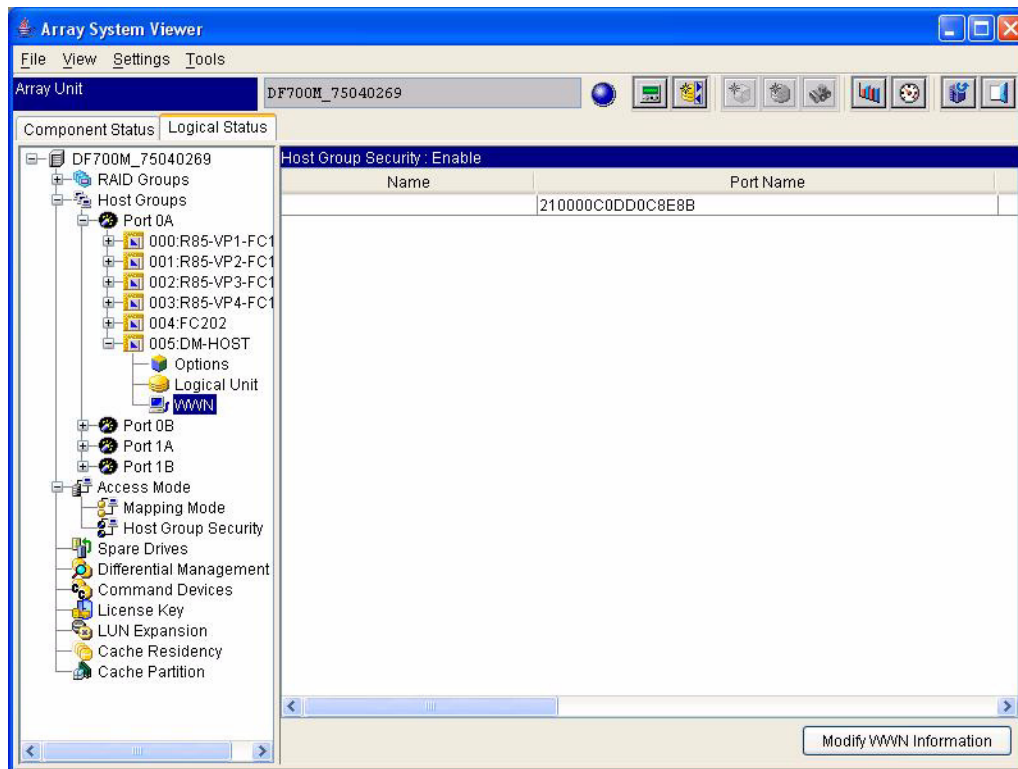 Array System Viewer
File View Settings Tools
Array Unit
DF700M_75040269
Component Status
Logical Status
DF700M_75040269
RAID Groups
Host Groups
Port 0A
000:R85-VP1-FC1
001:R85-VP2-FC1
002:R85-VP3-FC1
003:R85-VP4-FC1
004:FC202
005:DM-HOST
Options
Logical Unit
WWN
Port 0B
Port 1A
Port 1B
Access Mode
Mapping Mode
Host Group Security
Spare Drives
Differential Management
Command Devices
License Key
LUN Expansion
Cache Residency
Cache Partition
Host Group Security : Enable
Name Port Name
210000C0DD0C8E8B
Modify WWN Information